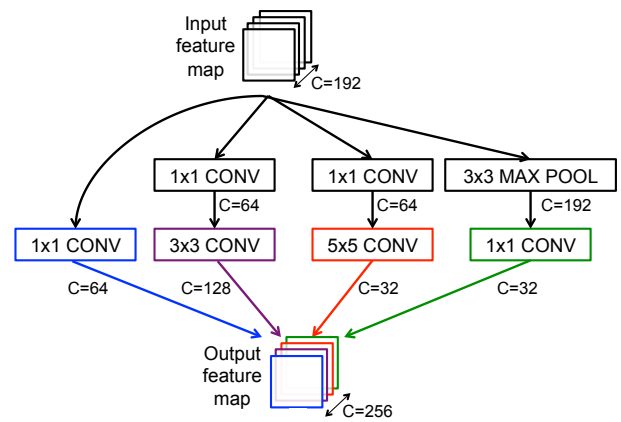 Input
feature
map
C=192
1x1 CONV
1x1 CONV
3x3 MAX POOL
C=64
C=64
C=192
1x1 CONV
3x3 CONV
5x5 CONV
1x1 CONV
C=64
C=128
C=32
C=32
Output
feature
map
C=256